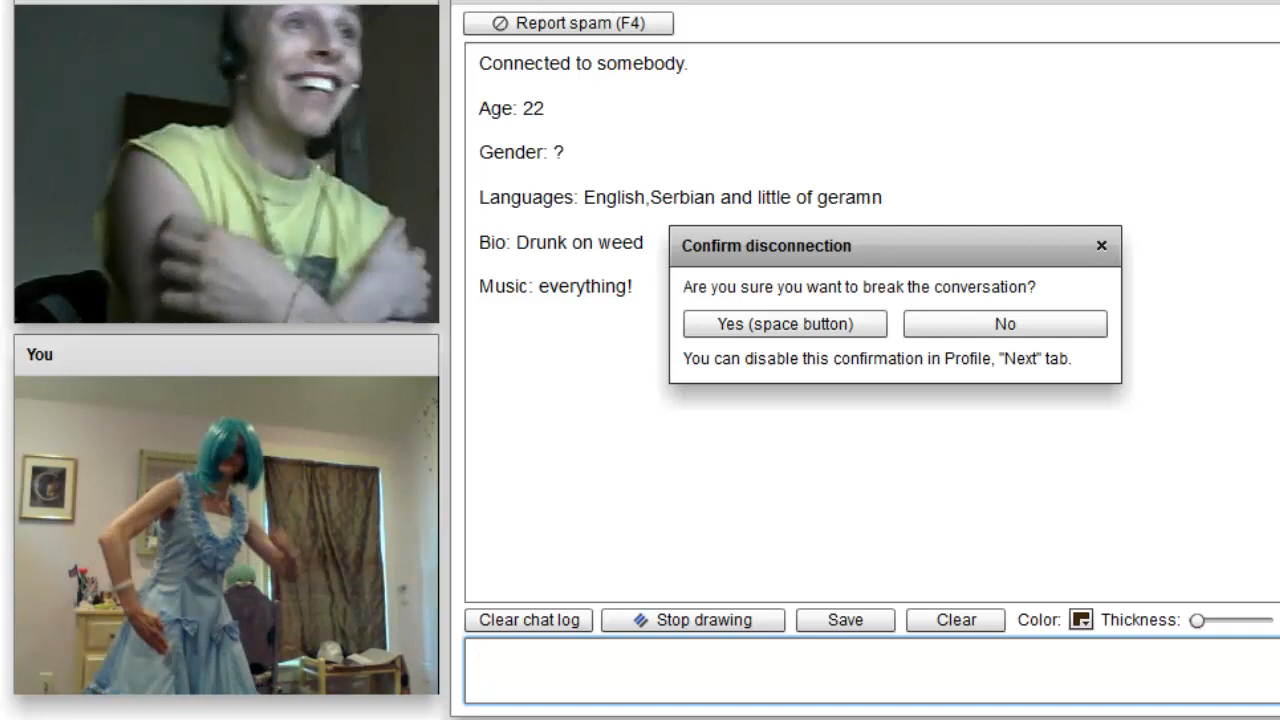 Report spam (F4)
Connected to somebody.
Age: 22
Gender: ?
Languages: English,Serbian and little of geramn
Bio: Drunk on weed
Music: everything!
Confirm disconnection
Are you sure you want to break the conversation?
Yes (space button)
No
You can disable this confirmation in Profile, "Next" tab.
You
Clear chat log
Stop drawing
Save
Clear
Color:
Thickness: